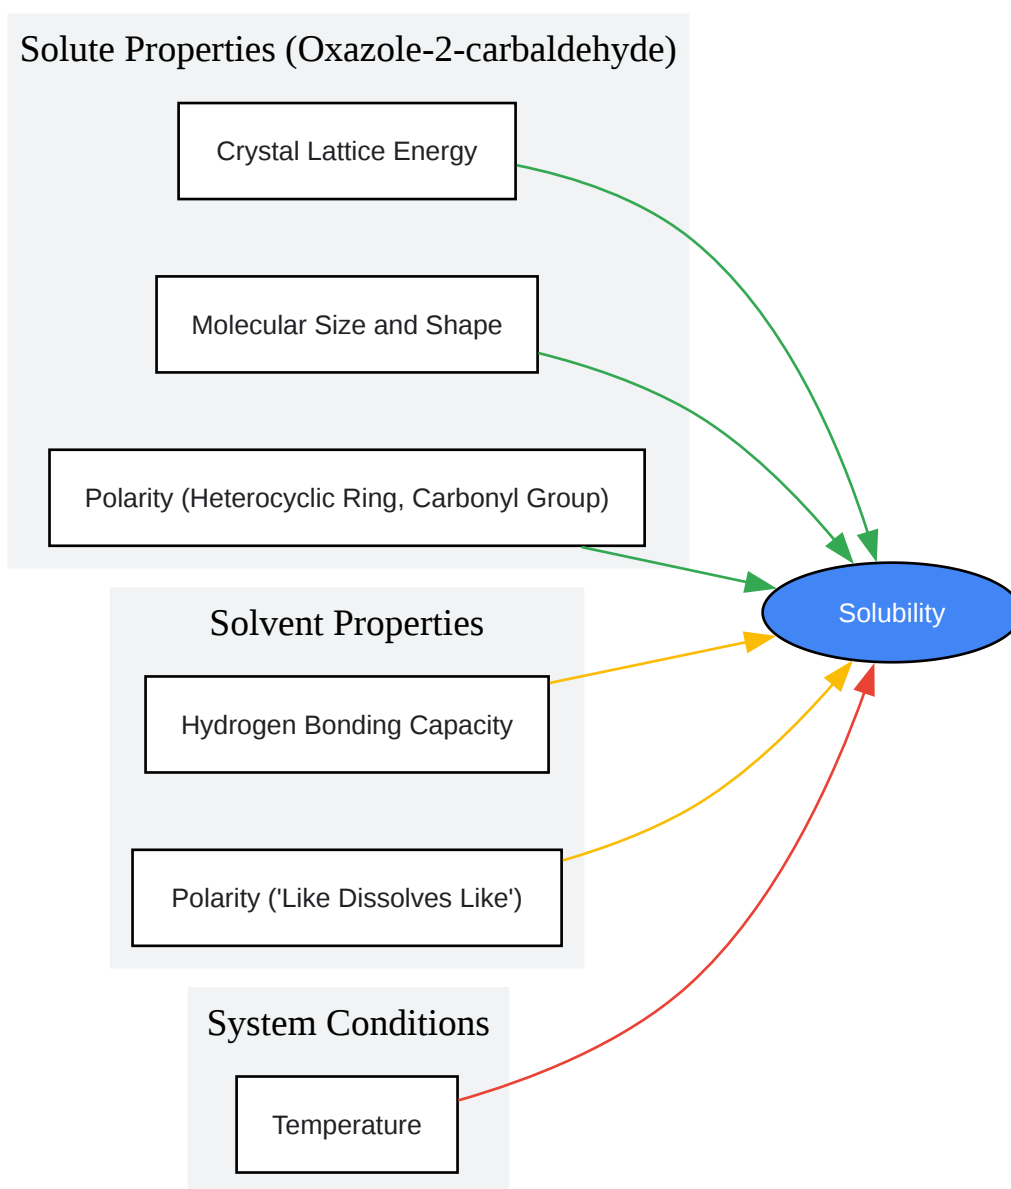 Solute Properties (Oxazole-2-carbaldehyde)
Crystal Lattice Energy
Molecular Size and Shape
Polarity (Heterocyclic Ring, Carbonyl Group)
Solubility
Solvent Properties
Hydrogen Bonding Capacity
Polarity ('Like Dissolves Like')
System Conditions
Temperature